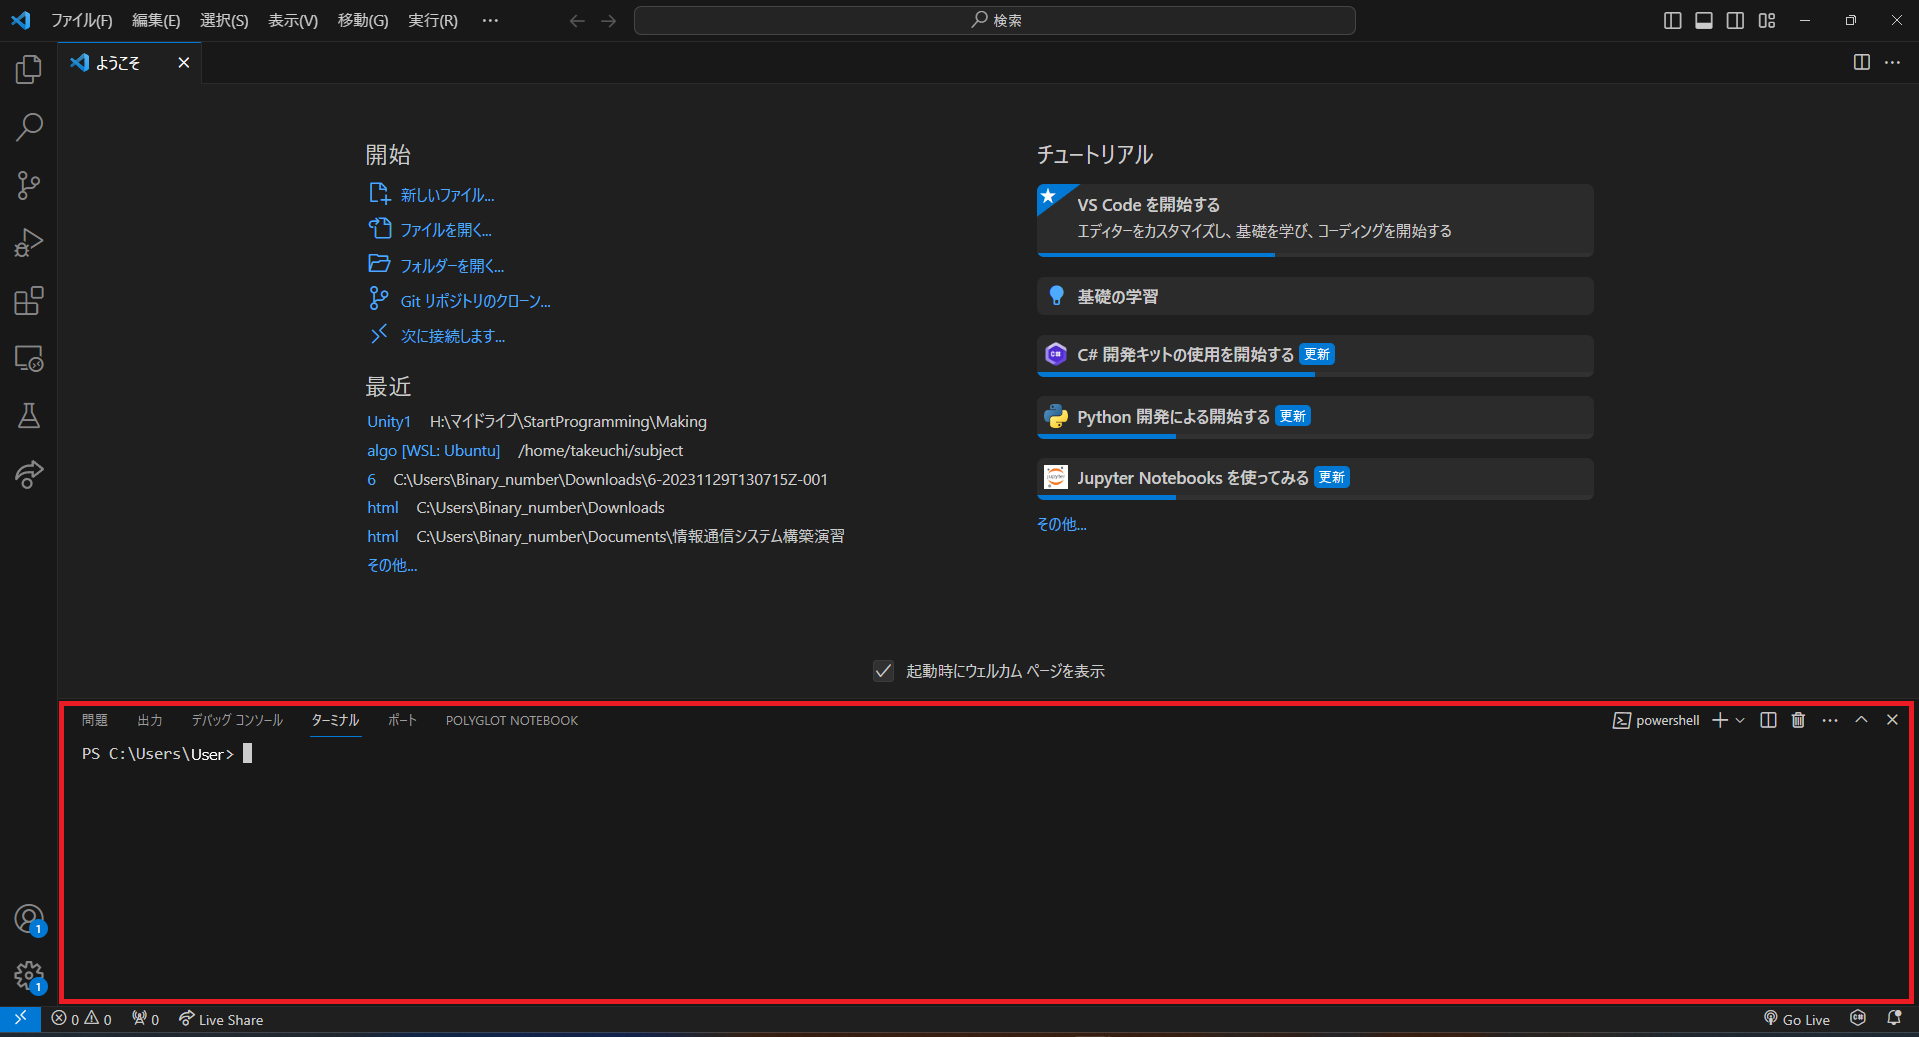 ファイル(F) 編集(E) 選択(S) 表示(V) 移動(G) 実行(R) … 検索
ようこそ
開始
新しいファイル...
ファイルを開く...
フォルダーを開く...
Git リポジトリのクローン...
次に接続します...
最近
Unity1 H:\マイドライブ\StartProgramming\Making
algo [WSL: Ubuntu] /home/takeuchi/subject
6 C:\Users\Binary_number\Downloads\6-20231129T130715Z-001
html C:\Users\Binary_number\Downloads
html C:\Users\Binary_number\Documents\情報通信システム構築演習
その他...
チュートリアル
VS Code を開始する
エディターをカスタマイズし、基礎を学び、コーディングを開始する
基礎の学習
C# 開発キットの使用を開始する 更新
Python 開発による開始する 更新
Jupyter Notebooks を使ってみる 更新
その他...
起動時にウェルカム ページを表示
問題 出力 デバッグ コンソール ターミナル ポート POLYGLOT NOTEBOOK powershell
PS C:\Users\User>
1
1
0 0 0 Live Share Go Live